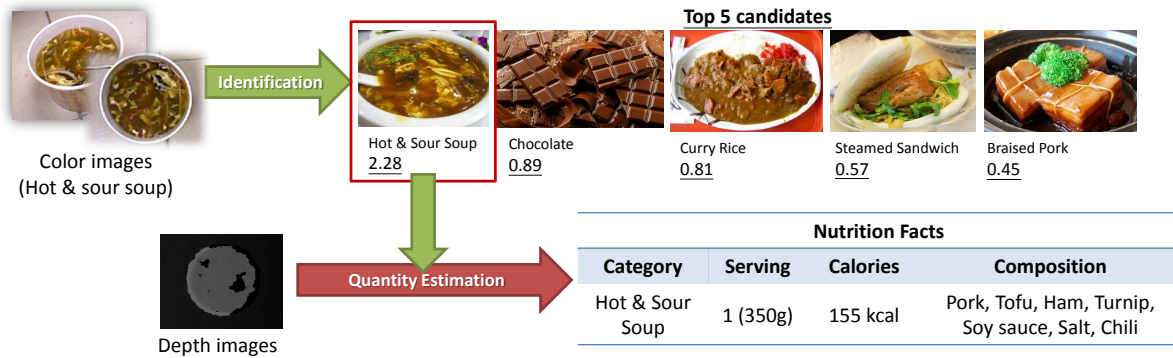 Top 5 candidates
Identification
Hot & Sour Soup
2.28
Chocolate
0.89
Curry Rice
0.81
Steamed Sandwich
0.57
Braised Pork
0.45
Color images
(Hot & sour soup)
Depth images
Quantity Estimation
Nutrition Facts
Category Serving Calories Composition
Hot & Sour
Soup
1 (350g)
155 kcal
Pork, Tofu, Ham, Turnip,
Soy sauce, Salt, Chili